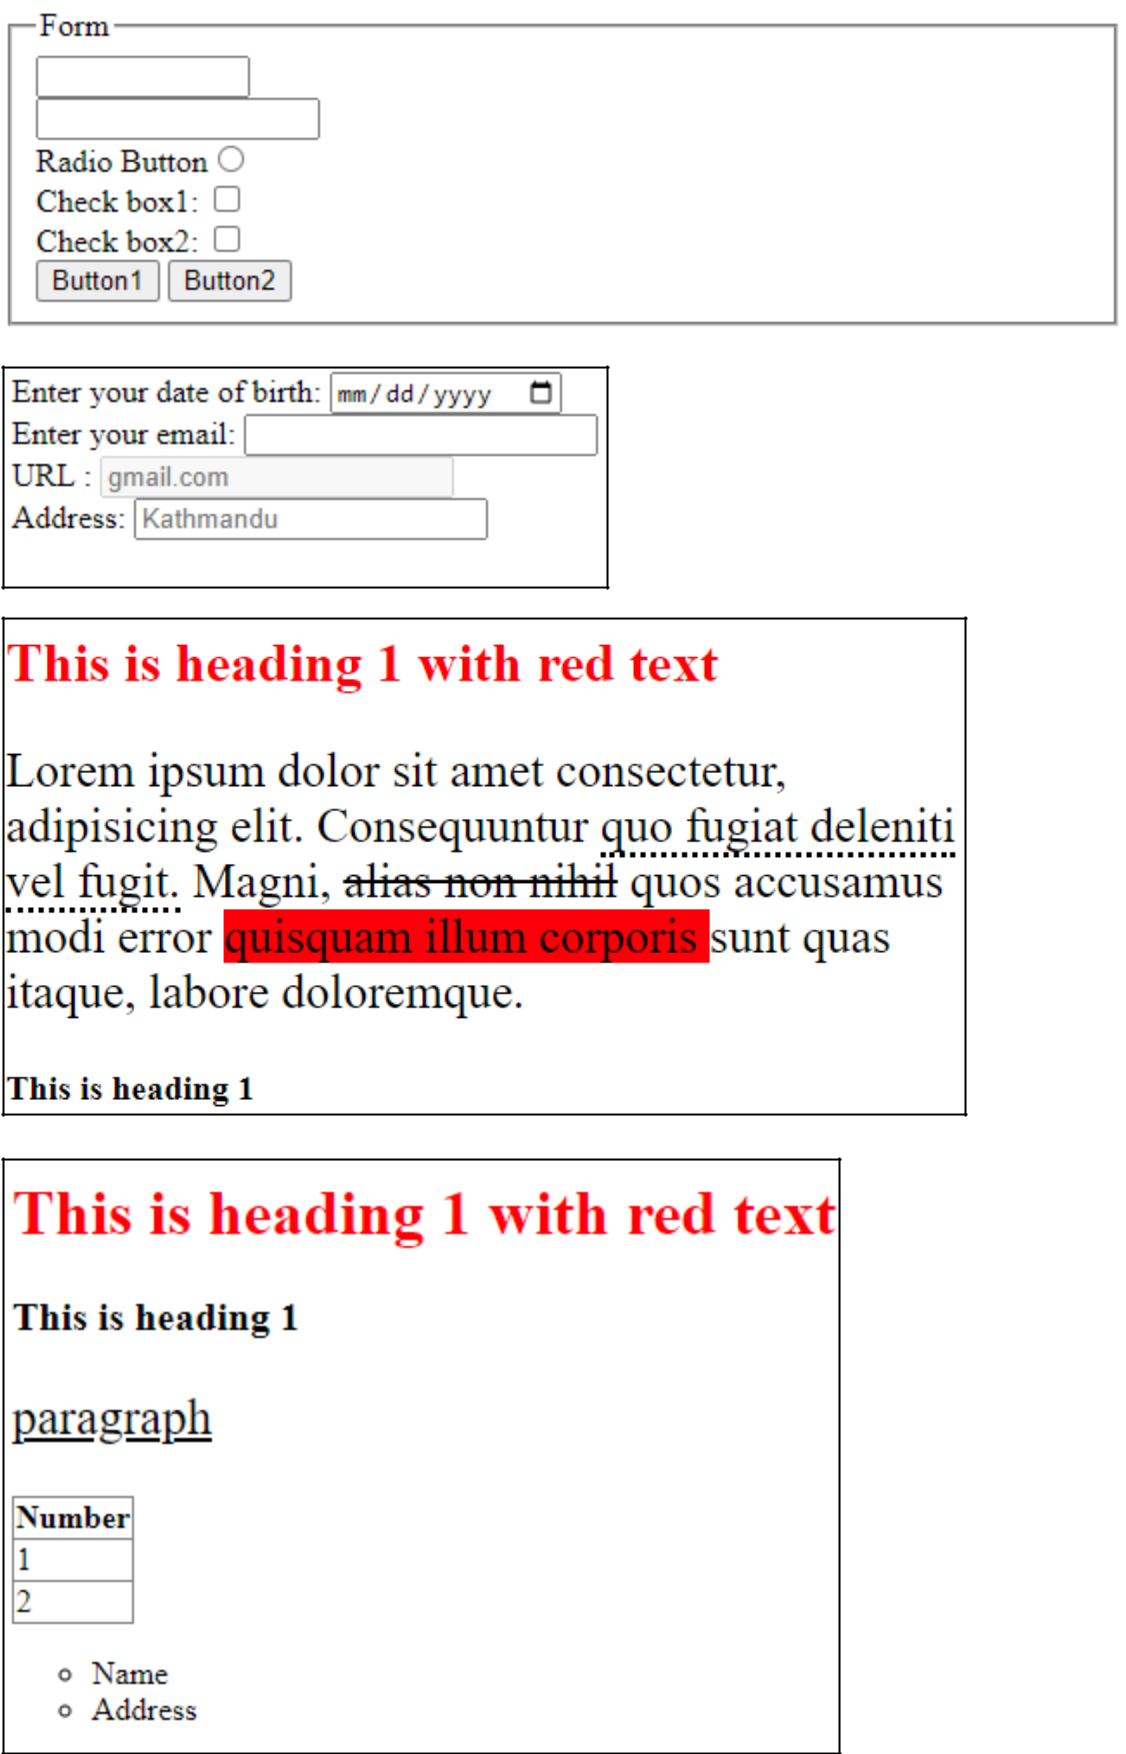 Form
Radio Button
Check box1:
Check box2:
Button1 Button2
Enter your date of birth: mm/dd/yyyy
Enter your email:
URL : gmail.com
Address: Kathmandu
This is heading 1 with red text
Lorem ipsum dolor sit amet consectetur,
adipisicing elit. Consequuntur quo fugiat deleniti
vel fugit. Magni, alias non nihil quos accusamus
modi error quisquam illum corporis sunt quas
itaque, labore doloremque.
This is heading 1
This is heading 1 with red text
This is heading 1
paragraph
Number
1
2
Name
Address